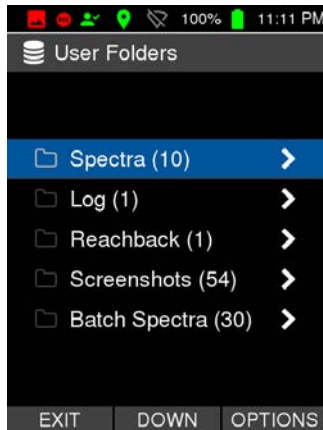 100% 11:11 PM
User Folders
Spectra (10)
Log (1)
Reachback (1)
Screenshots (54)
Batch Spectra (30)
EXIT DOWN OPTIONS